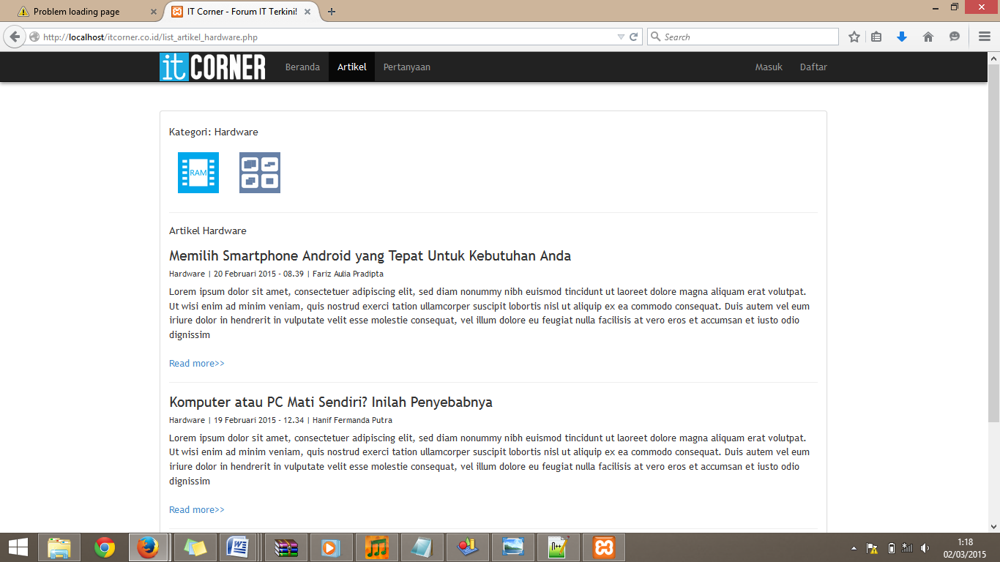 Problem loading page
IT Corner - Forum IT Terkini!
http://localhost/itcorner.co.id/list_artikel_hardware.php
Search
it CORNER
Beranda
Artikel
Pertanyaan
Masuk
Daftar
Kategori: Hardware
RAM
Artikel Hardware
Memilih Smartphone Android yang Tepat Untuk Kebutuhan Anda
Hardware | 20 Februari 2015 - 08.39 | Fariz Aulia Pradipta
Lorem ipsum dolor sit amet, consectetuer adipiscing elit, sed diam nonummy nibh euismod tincidunt ut laoreet dolore magna aliquam erat volutpat.
Ut wisi enim ad minim veniam, quis nostrud exerci tation ullamcorper suscipit lobortis nisl ut aliquip ex ea commodo consequat. Duis autem vel eum
iriure dolor in hendrerit in vulputate velit esse molestie consequat, vel illum dolore eu feugiat nulla facilisis at vero eros et accumsan et iusto odio
dignissim
Read more>>
Komputer atau PC Mati Sendiri? Inilah Penyebabnya
Hardware | 19 Februari 2015 - 12.34 | Hanif Fermanda Putra
Lorem ipsum dolor sit amet, consectetuer adipiscing elit, sed diam nonummy nibh euismod tincidunt ut laoreet dolore magna aliquam erat volutpat.
Ut wisi enim ad minim veniam, quis nostrud exerci tation ullamcorper suscipit lobortis nisl ut aliquip ex ea commodo consequat. Duis autem vel eum
iriure dolor in hendrerit in vulputate velit esse molestie consequat, vel illum dolore eu feugiat nulla facilisis at vero eros et accumsan et iusto odio
dignissim
Read more>>
1:18
02/03/2015